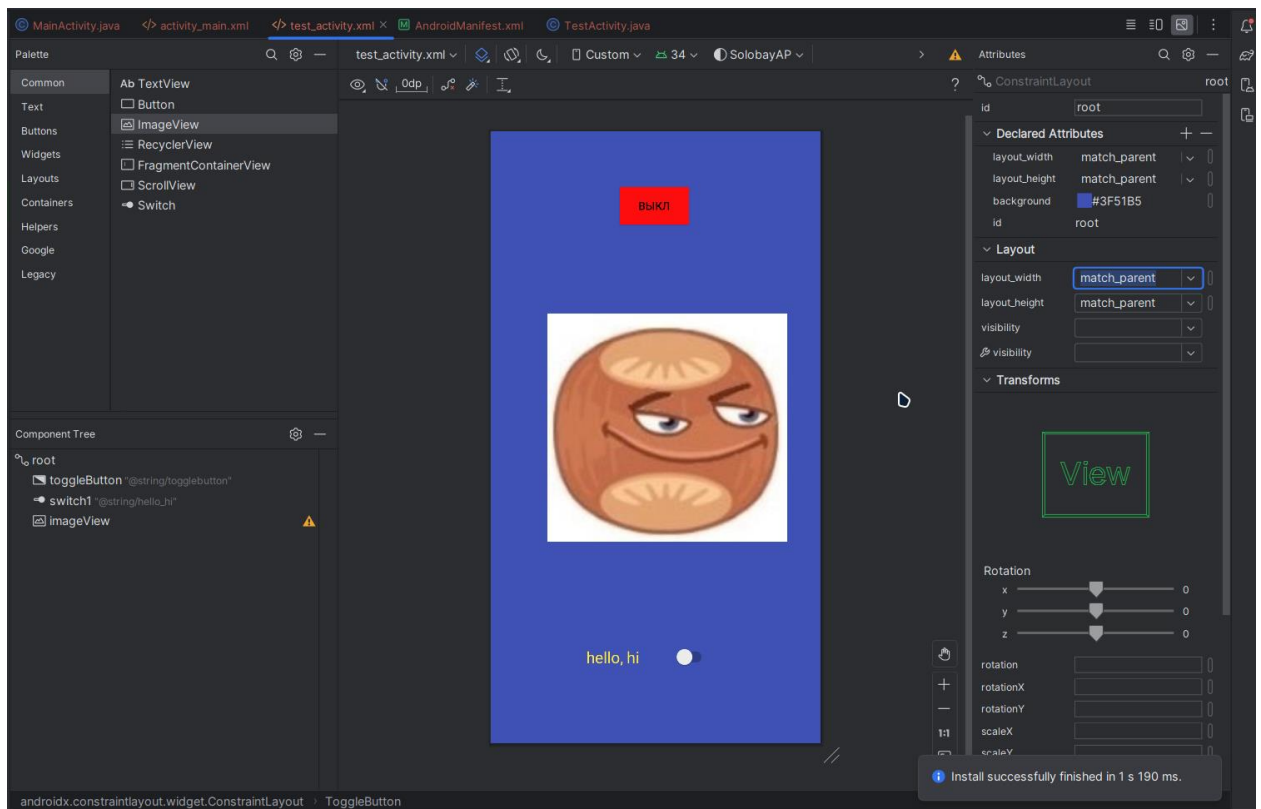 MainActivity.java activity_main.xml test_activity.xml AndroidManifest.xml TestActivity.java
Palette
Common
Text
Buttons
Widgets
Layouts
Containers
Helpers
Google
Legacy
Ab TextView
Button
ImageView
RecyclerView
FragmentContainerView
ScrollView
Switch
Component Tree
root
toggleButton "@string/togglebutton"
switch1 "@string/hello_hi"
imageView
test_activity.xml Custom 34 SolobayAP
0dp
?
ВЫКЛ
hello, hi
1:1
Attributes
ConstraintLayout root
id root
Declared Attributes
layout_width match_parent
layout_height match_parent
background #3F51B5
id root
Layout
layout_width match_parent
layout_height match_parent
visibility
visibility
Transforms
View
Rotation
x 0
y 0
z 0
rotation
rotationX
rotationY
scaleX
scaleY
Install successfully finished in 1 s 190 ms.
androidx.constraintlayout.widget.ConstraintLayout › ToggleButton